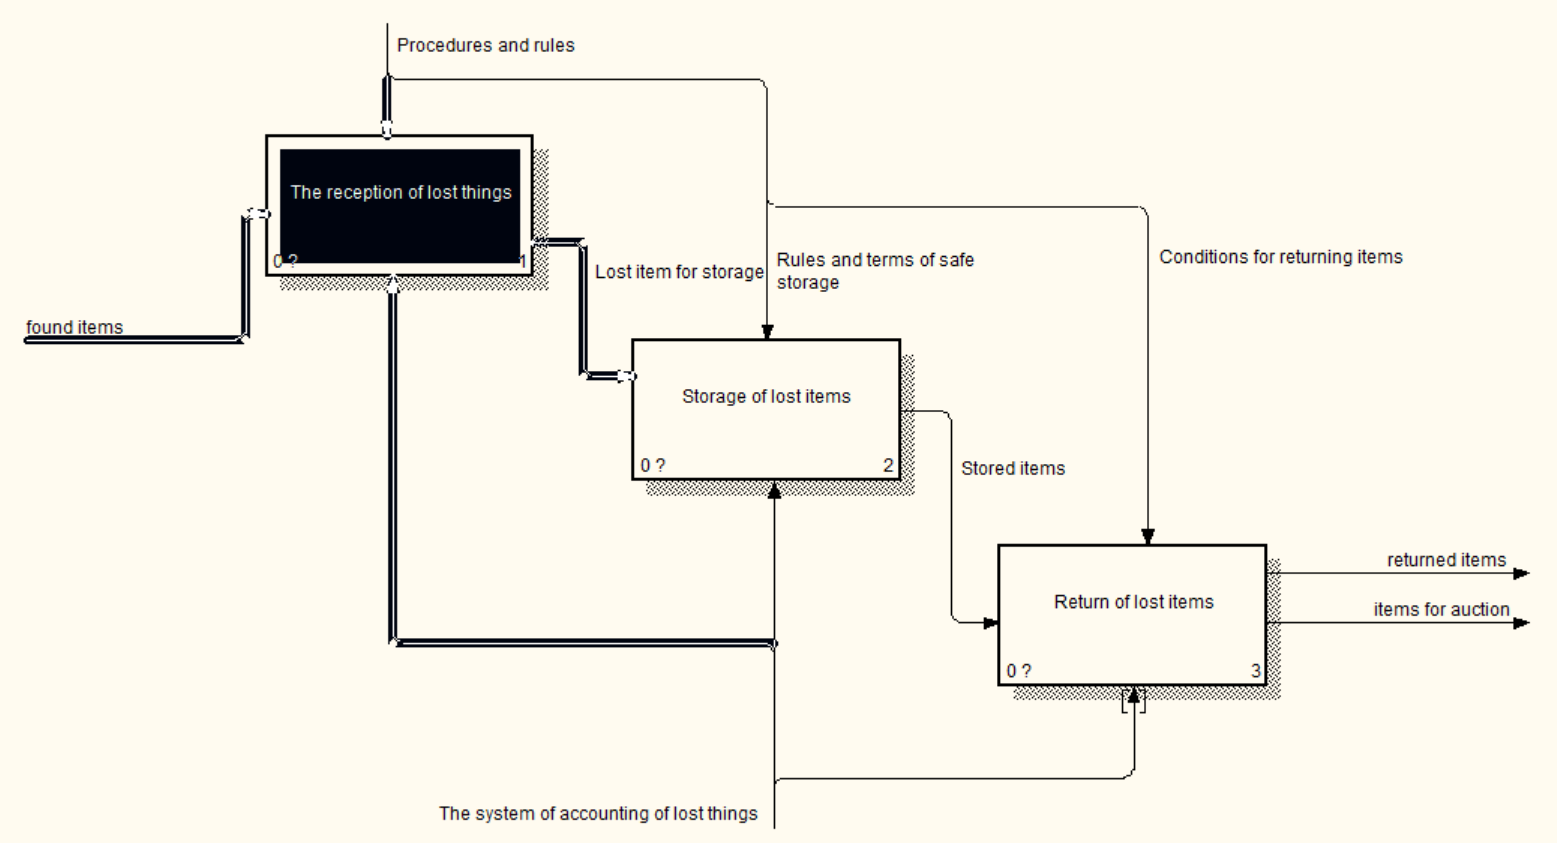 Procedures and rules
The reception of lost things
0 ?
1
found items
Lost item for storage
Rules and terms of safe
storage
Conditions for returning items
Storage of lost items
0 ?
2
Stored items
returned items
items for auction
Return of lost items
0 ?
3
The system of accounting of lost things